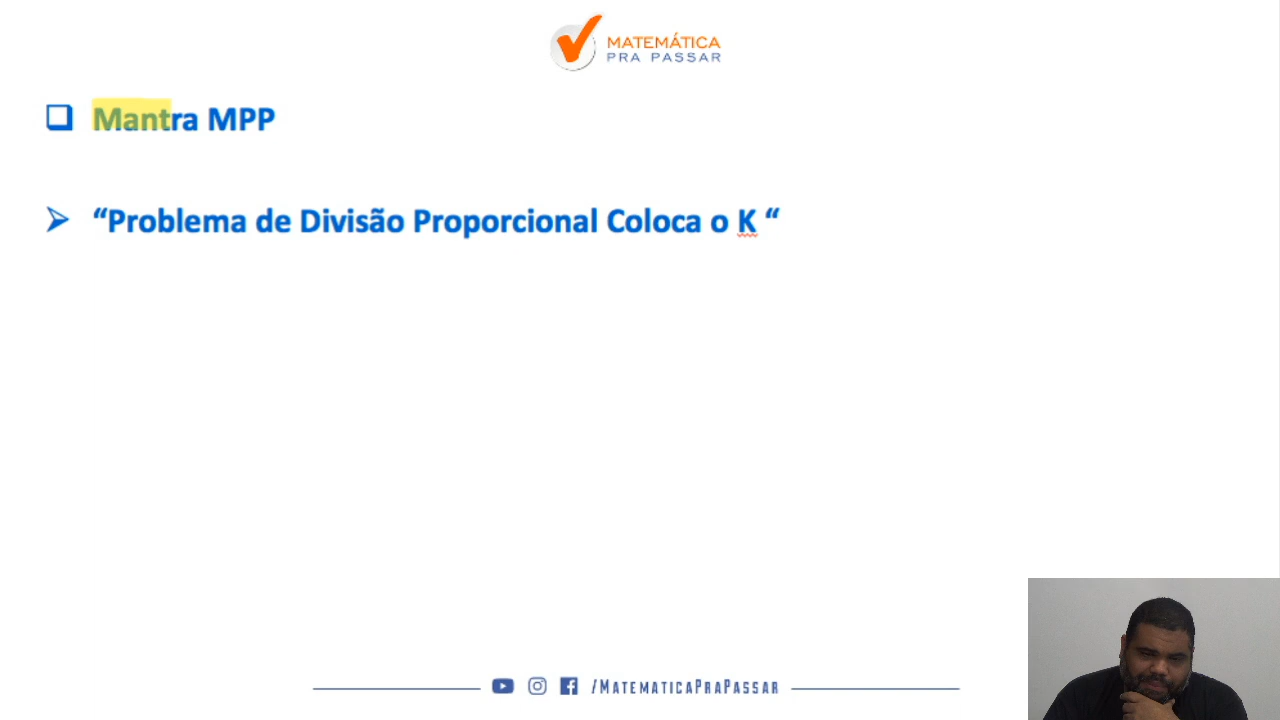 MATEMÁTICA
PRA PASSAR
Mantra MPP
“Problema de Divisão Proporcional Coloca o K “
/MATEMATICAPRAPASSAR